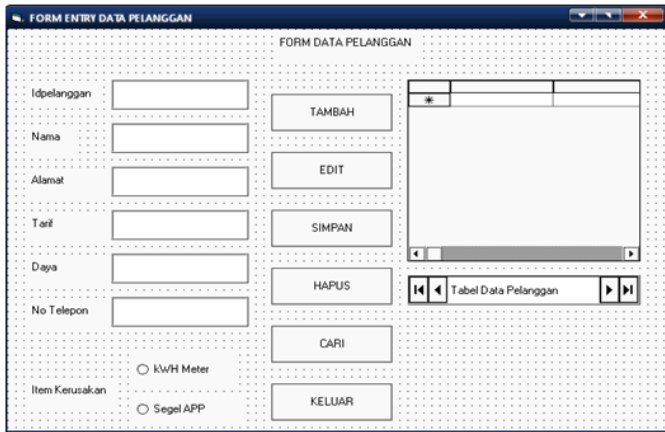 FORM ENTRY DATA PELANGGAN
FORM DATA PELANGGAN
Idpelanggan
Nama
Alamat
Tarif
Daya
No Telepon
Item Kerusakan
kWH Meter
Segel APP
TAMBAH
EDIT
SIMPAN
HAPUS
CARI
KELUAR
Tabel Data Pelanggan